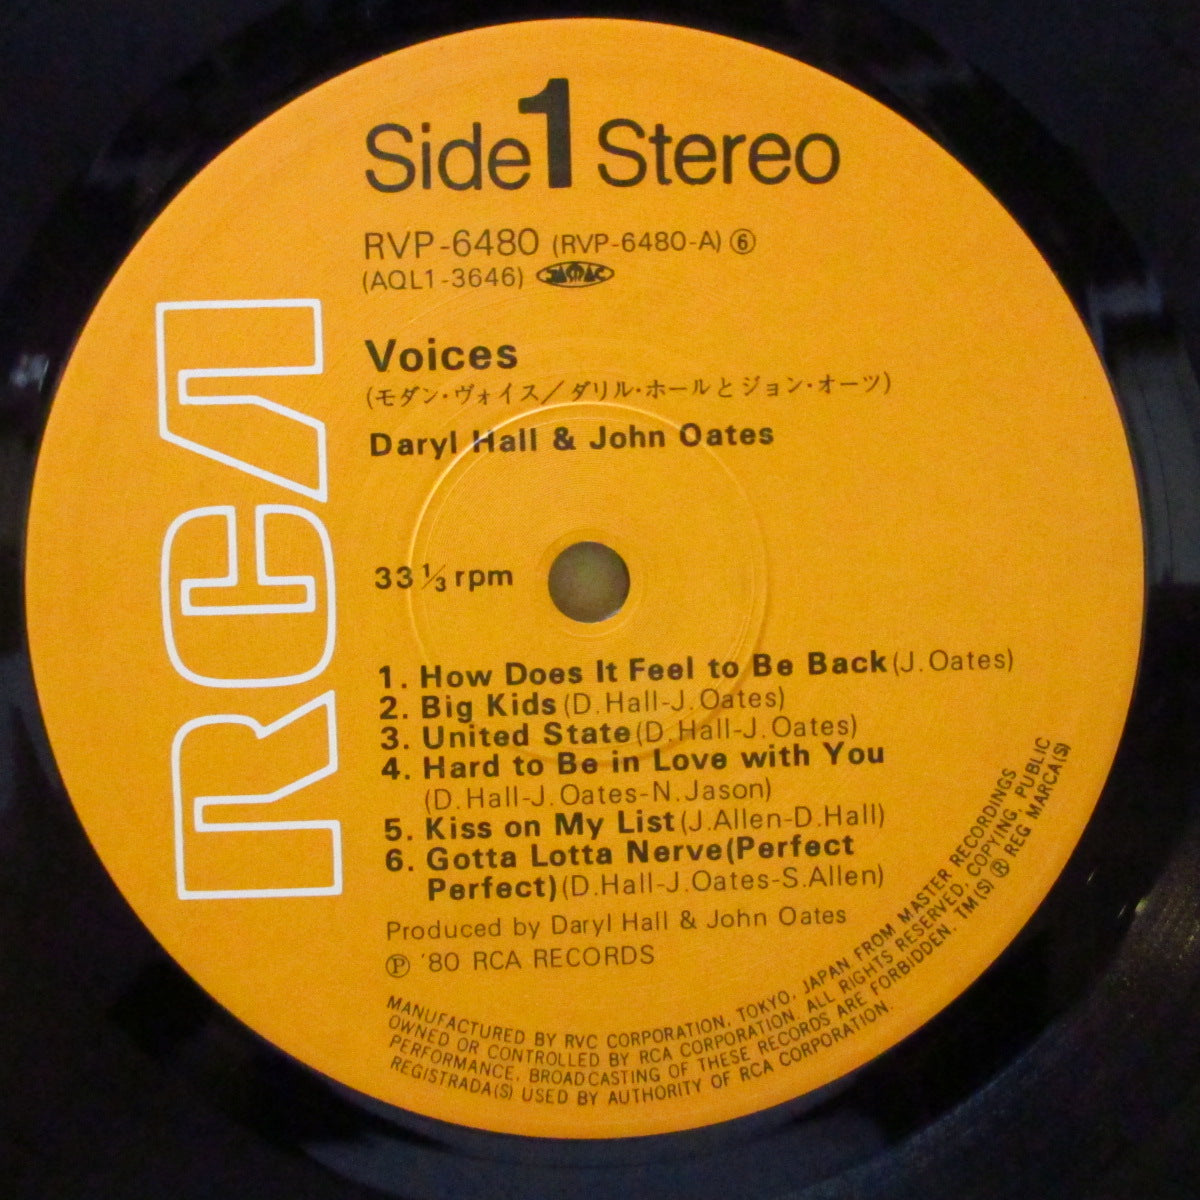 Side 1 Stereo
RVP-6480 (RVP-6480-A) ⑥
(AQL1-3646) JASRAC
Voices
(モダン・ヴォイス/ダリル・ホールとジョン・オーツ)
Daryl Hall & John Oates
RCA
33 1/3 rpm
1. How Does It Feel to Be Back (J. Oates)
2. Big Kids (D. Hall-J. Oates)
3. United State (D. Hall-J. Oates)
4. Hard to Be in Love with You
(D. Hall-J. Oates-N. Jason)
5. Kiss on My List (J. Allen-D. Hall)
6. Gotta Lotta Nerve (Perfect
Perfect) (D. Hall-J. Oates-S. Allen)
Produced by Daryl Hall & John Oates
Ⓟ '80 RCA RECORDS
MANUFACTURED BY RVC CORPORATION, TOKYO, JAPAN FROM MASTER RECORDINGS
OWNED OR CONTROLLED BY RCA CORPORATION. ALL RIGHTS RESERVED, COPYING, PUBLIC
PERFORMANCE, BROADCASTING OF THESE RECORDS ARE FORBIDDEN. TM(S) ® REG MARCA(S)
REGISTRADA(S) USED BY AUTHORITY OF RCA CORPORATION.